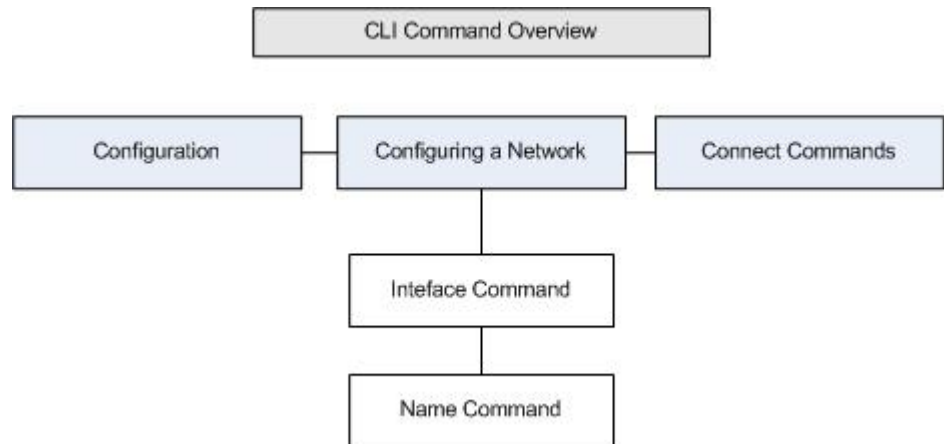 CLI Command Overview
Configuration
Configuring a Network
Connect Commands
Inteface Command
Name Command